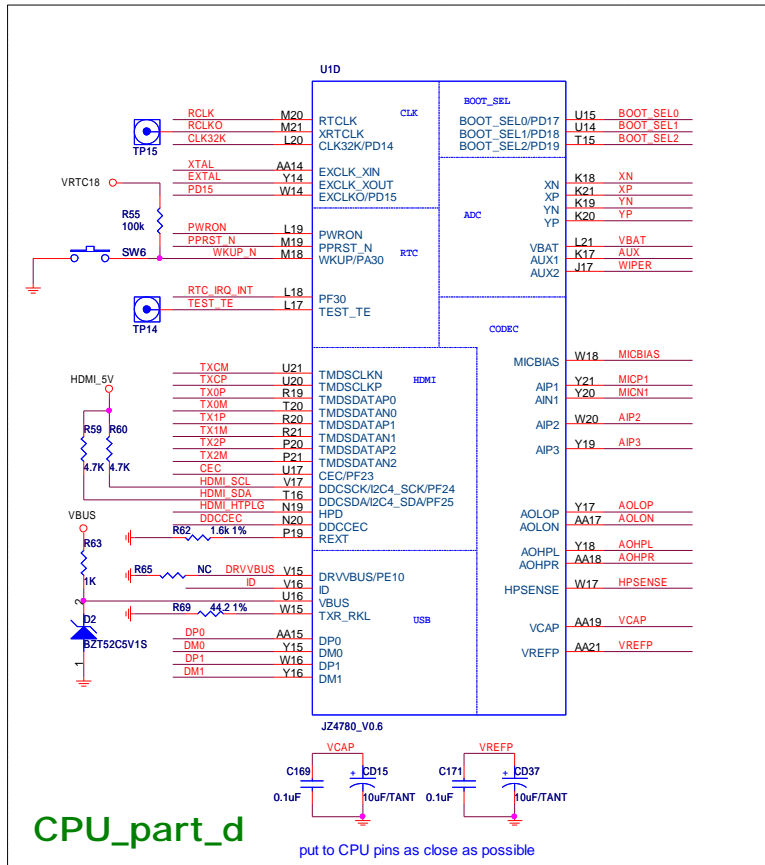 U1D
CLK
BOOT_SEL
RCLK M20 RTCLK
RCLKO M21 XRTCLK
CLK32K L20 CLK32K/PD14
TP15
BOOT_SEL0/PD17 U15 BOOT_SEL0
BOOT_SEL1/PD18 U14 BOOT_SEL1
BOOT_SEL2/PD19 T15 BOOT_SEL2
XTAL AA14 EXCLK_XIN
EXTAL Y14 EXCLK_XOUT
PD15 W14 EXCLKO/PD15
VRTC18
R55
100k
ADC
XN K18 XN
XP K21 XP
YN K19 YN
YP K20 YP
PWRON L19 PWRON
PPRST_N M19 PPRST_N
WKUP_N M18 WKUP/PA30
SW6
RTC
VBAT L21 VBAT
AUX1 K17 AUX
AUX2 J17 WIPER
RTC_IRQ_INT L18 PF30
TEST_TE L17 TEST_TE
TP14
CODEC
HDMI
MICBIAS W18 MICBIAS
AIP1 Y21 MICP1
AIN1 Y20 MICN1
AIP2 W20 AIP2
AIP3 Y19 AIP3
TXCM U21 TMDSCLKN
TXCP U20 TMDSCLKP
TX0P R19 TMDSDATAP0
TX0M T20 TMDSDATAN0
TX1P R20 TMDSDATAP1
TX1M R21 TMDSDATAN1
TX2P P20 TMDSDATAP2
TX2M P21 TMDSDATAN2
CEC U17 CEC/PF23
HDMI_SCL V17 DDCSCK/I2C4_SCK/PF24
HDMI_SDA T16 DDCSDA/I2C4_SDA/PF25
HDMI_HTPLG N19 HPD
DDCCEC N20 DDCCEC
R62 1.6k 1% P19 REXT
HDMI_5V
R59 R60
4.7K 4.7K
AOLOP Y17 AOLOP
AOLON AA17 AOLON
AOHPL Y18 AOHPL
AOHPR AA18 AOHPR
HPSENSE W17 HPSENSE
VCAP AA19 VCAP
VREFP AA21 VREFP
VBUS
R63
1K
R65 NC DRVVBUS V15 DRVVBUS/PE10
ID V16 ID
U16 VBUS
R69 44.2 1% W15 TXR_RKL
USB
2
D2
BZT52C5V1S
1
DP0 AA15 DP0
DM0 Y15 DM0
DP1 W16 DP1
DM1 Y16 DM1
JZ4780_V0.6
VCAP VREFP
C169 CD15 C171 CD37
+ +
0.1uF 10uF/TANT 0.1uF 10uF/TANT
CPU_part_d
put to CPU pins as close as possible